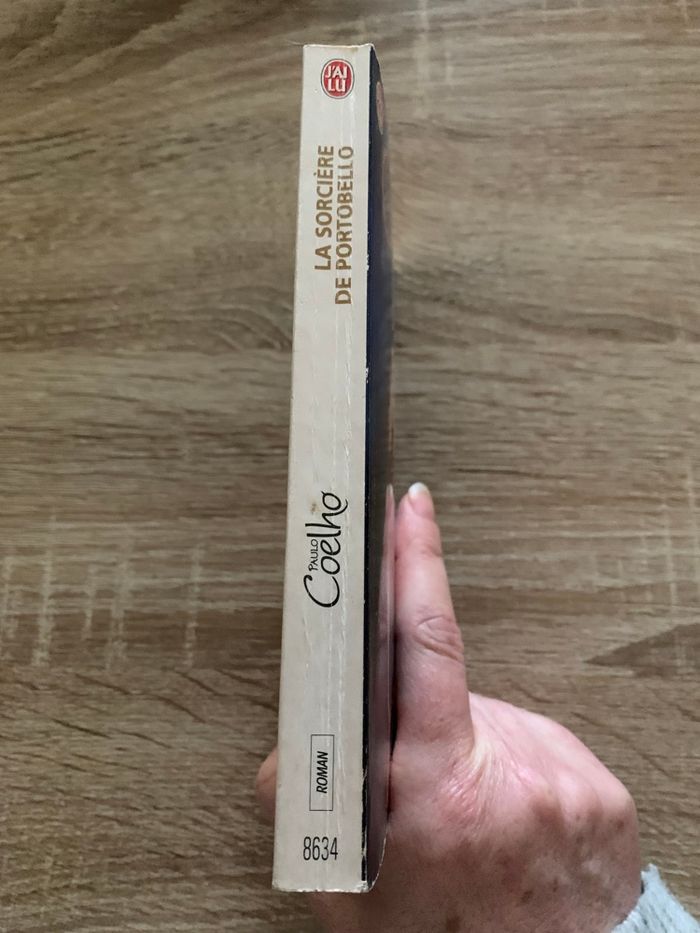 J'AI
LU
LA SORCIÈRE
DE PORTOBELLO
PAULO
Coelho
ROMAN
8634